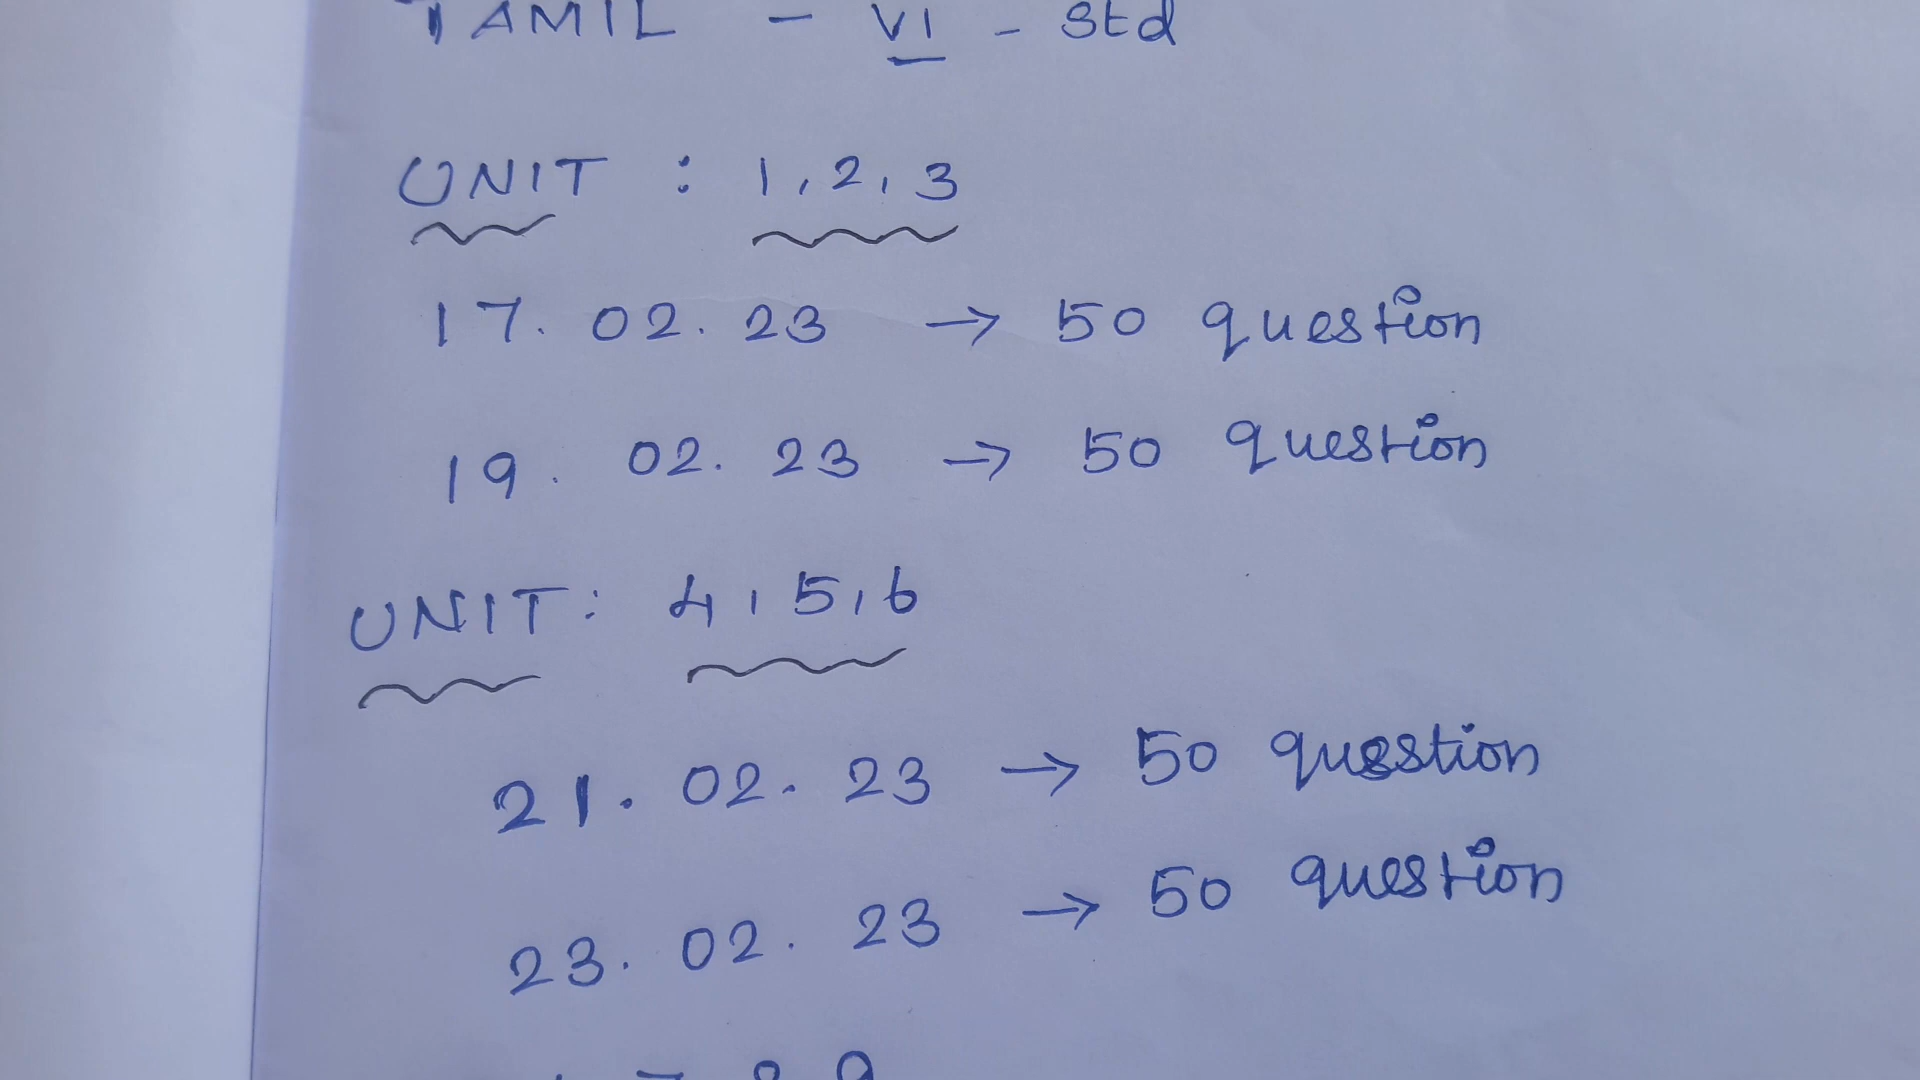 TAMIL - VI - Std
UNIT : 1, 2, 3
17. 02. 23 → 50 question
19. 02. 23 → 50 question
UNIT : 4, 5, 6
21. 02. 23 → 50 question
23. 02. 23 → 50 question